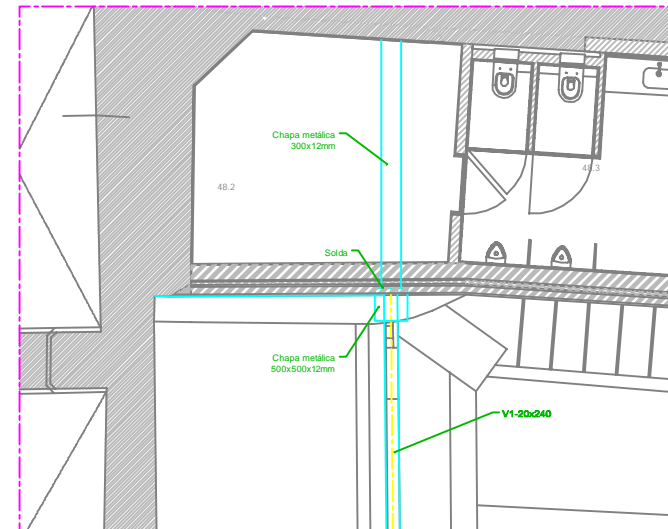 Chapa metálica
300x12mm
48.3
48.2
Solda
Chapa metálica
500x500x12mm
V1-20x240